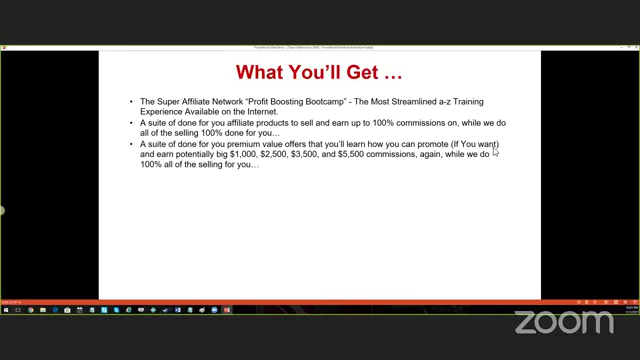 What You'll Get …
• The Super Affiliate Network "Profit Boosting Bootcamp" - The Most Streamlined a-z Training
Experience Available on the Internet.
• A suite of done for you affiliate products to sell and earn up to 100% commissions on, while we do
all of the selling 100% done for you…
• A suite of done for you premium value offers that you'll learn how you can promote (If You want)
and earn potentially big $1,000, $2,500, $3,500, and $5,500 commissions, again, while we do
100% all of the selling for you…
zoom